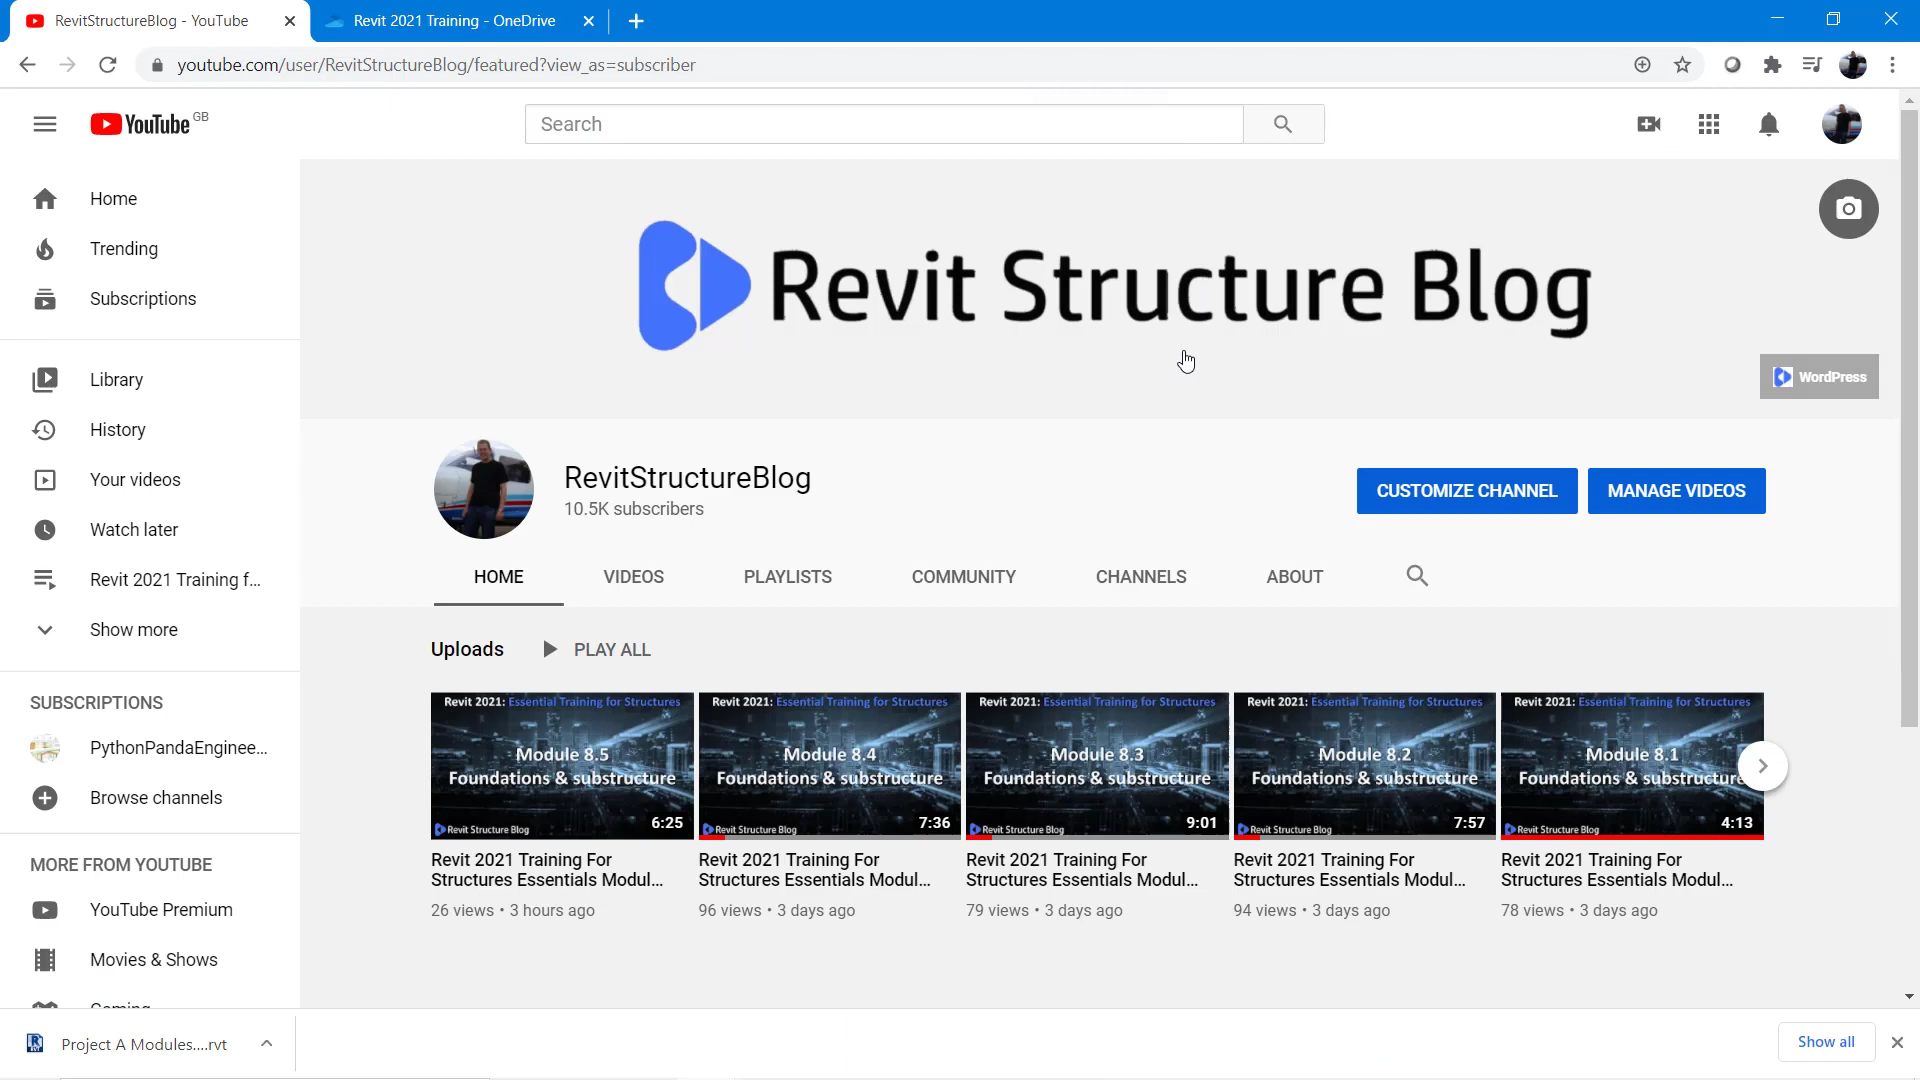 RevitStructureBlog - YouTube
Revit 2021 Training - OneDrive
youtube.com/user/RevitStructureBlog/featured?view_as=subscriber
YouTube GB
Search
Home
Trending
Subscriptions
Library
History
Your videos
Watch later
Revit 2021 Training f...
Show more
SUBSCRIPTIONS
PythonPandaEnginee...
Browse channels
MORE FROM YOUTUBE
YouTube Premium
Movies & Shows
Gaming
Revit Structure Blog
WordPress
RevitStructureBlog
10.5K subscribers
CUSTOMIZE CHANNEL
MANAGE VIDEOS
HOME
VIDEOS
PLAYLISTS
COMMUNITY
CHANNELS
ABOUT
Uploads
PLAY ALL
Revit 2021: Essential Training for Structures
Module 8.5
Foundations & substructure
Revit Structure Blog
6:25
Revit 2021 Training For
Structures Essentials Modul...
26 views • 3 hours ago
Revit 2021: Essential Training for Structures
Module 8.4
Foundations & substructure
Revit Structure Blog
7:36
Revit 2021 Training For
Structures Essentials Modul...
96 views • 3 days ago
Revit 2021: Essential Training for Structures
Module 8.3
Foundations & substructure
Revit Structure Blog
9:01
Revit 2021 Training For
Structures Essentials Modul...
79 views • 3 days ago
Revit 2021: Essential Training for Structures
Module 8.2
Foundations & substructure
Revit Structure Blog
7:57
Revit 2021 Training For
Structures Essentials Modul...
94 views • 3 days ago
Revit 2021: Essential Training for Structures
Module 8.1
Foundations & substructure
Revit Structure Blog
4:13
Revit 2021 Training For
Structures Essentials Modul...
78 views • 3 days ago
Project A Modules....rvt
Show all